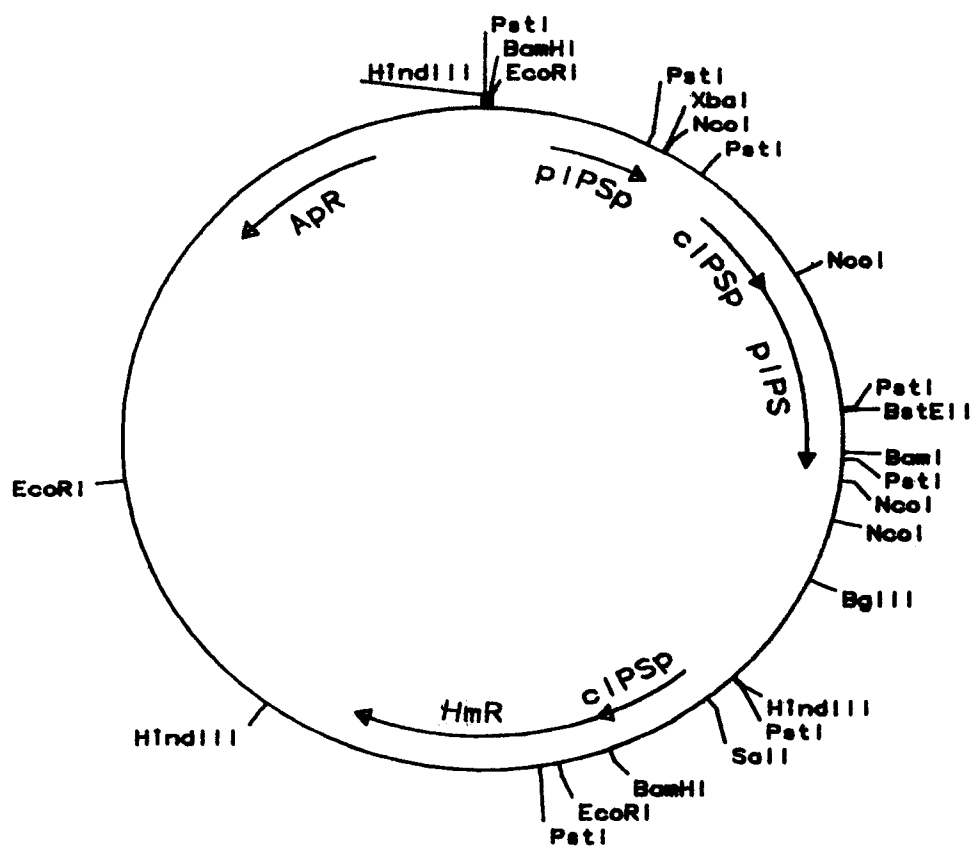 PstI
BamHI
HindIII
EcoRI
PstI
XbaI
NcoI
PstI
pIPSp
ApR
cIPSp
NcoI
pIPS
PstI
BstEII
BamI
PstI
EcoRI
NcoI
NcoI
BglII
cIPSp
HmR
HindIII
HindIII
PstI
SalI
BamHI
EcoRI
PstI